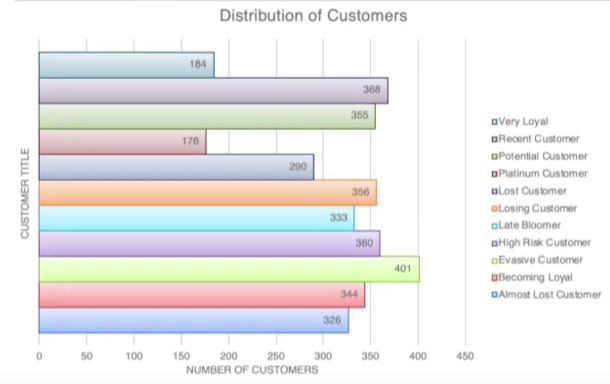 Distribution of Customers
CUSTOMER TITLE
184
368
355
176
290
356
333
360
401
344
326
0 50 100 150 200 250 300 350 400 450
NUMBER OF CUSTOMERS
Very Loyal
Recent Customer
Potential Customer
Platinum Customer
Lost Customer
Losing Customer
Late Bloomer
High Risk Customer
Evasive Customer
Becoming Loyal
Almost Lost Customer